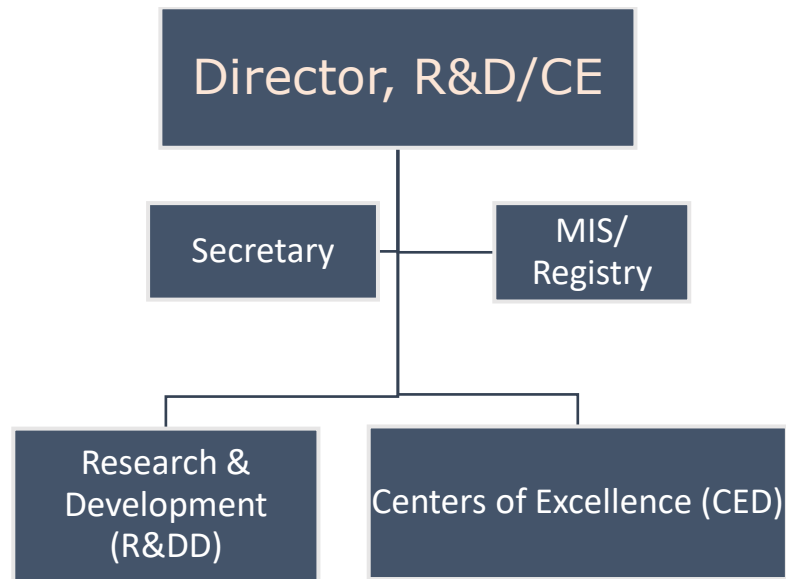 Director, R&D/CE
Secretary
MIS/
Registry
Research &
Development
(R&DD)
Centers of Excellence (CED)